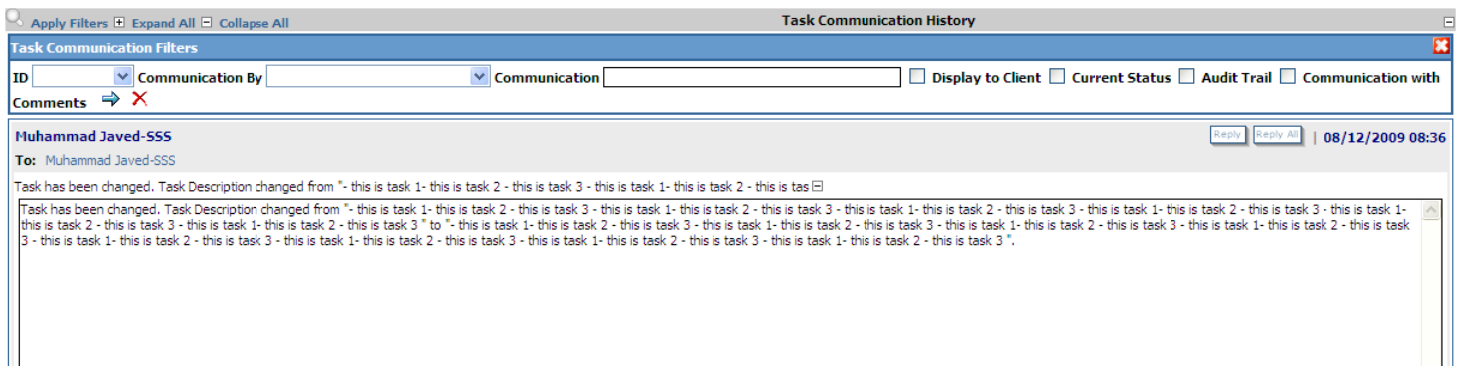 Apply Filters Expand All Collapse All Task Communication History
Task Communication Filters
ID Communication By Communication Display to Client Current Status Audit Trail Communication with
Comments
Muhammad Javed-SSS Reply Reply All | 08/12/2009 08:36
To: Muhammad Javed-SSS
Task has been changed. Task Description changed from "- this is task 1- this is task 2 - this is task 3 - this is task 1- this is task 2 - this is tas
Task has been changed. Task Description changed from "- this is task 1- this is task 2 - this is task 3 - this is task 1- this is task 2 - this is task 3 - this is task 1- this is task 2 - this is task 3 - this is task 1- this is task 2 - this is task 3 - this is task 1-
this is task 2 - this is task 3 - this is task 1- this is task 2 - this is task 3 " to "- this is task 1- this is task 2 - this is task 3 - this is task 1- this is task 2 - this is task 3 - this is task 1- this is task 2 - this is task 3 - this is task 1- this is task 2 - this is task
3 - this is task 1- this is task 2 - this is task 3 - this is task 1- this is task 2 - this is task 3 - this is task 1- this is task 2 - this is task 3 - this is task 1- this is task 2 - this is task 3 ".